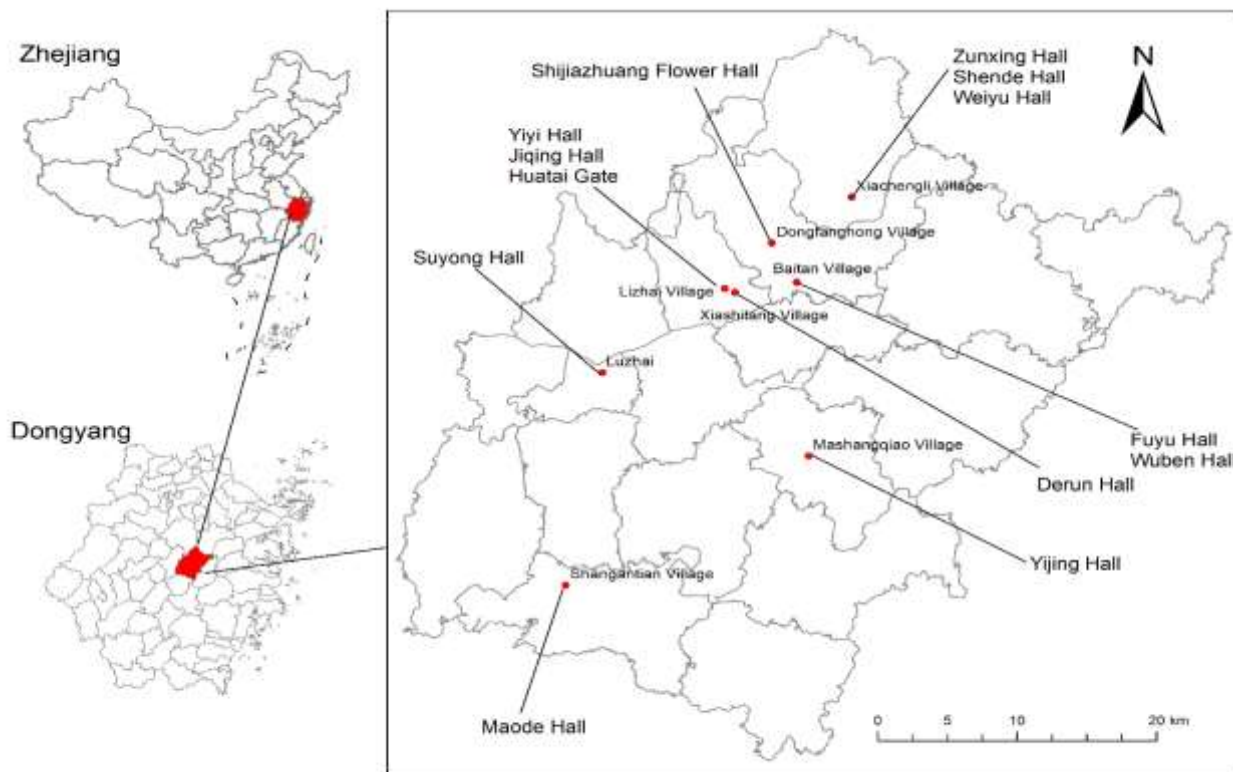 Zhejiang
Dongyang
Zunxing Hall
Shende Hall
Weiyu Hall
N
Shijiazhuang Flower Hall
Yiyi Hall
Jiqing Hall
Huatai Gate
Xiachengli Village
Dongfanghong Village
Suyong Hall
Baitan Village
Lizhai Village
Xiashitang Village
Luzhai
Fuyu Hall
Wuben Hall
Mashangqiao Village
Derun Hall
Yijing Hall
Shangantian Village
Maode Hall
0 5 10 20 km